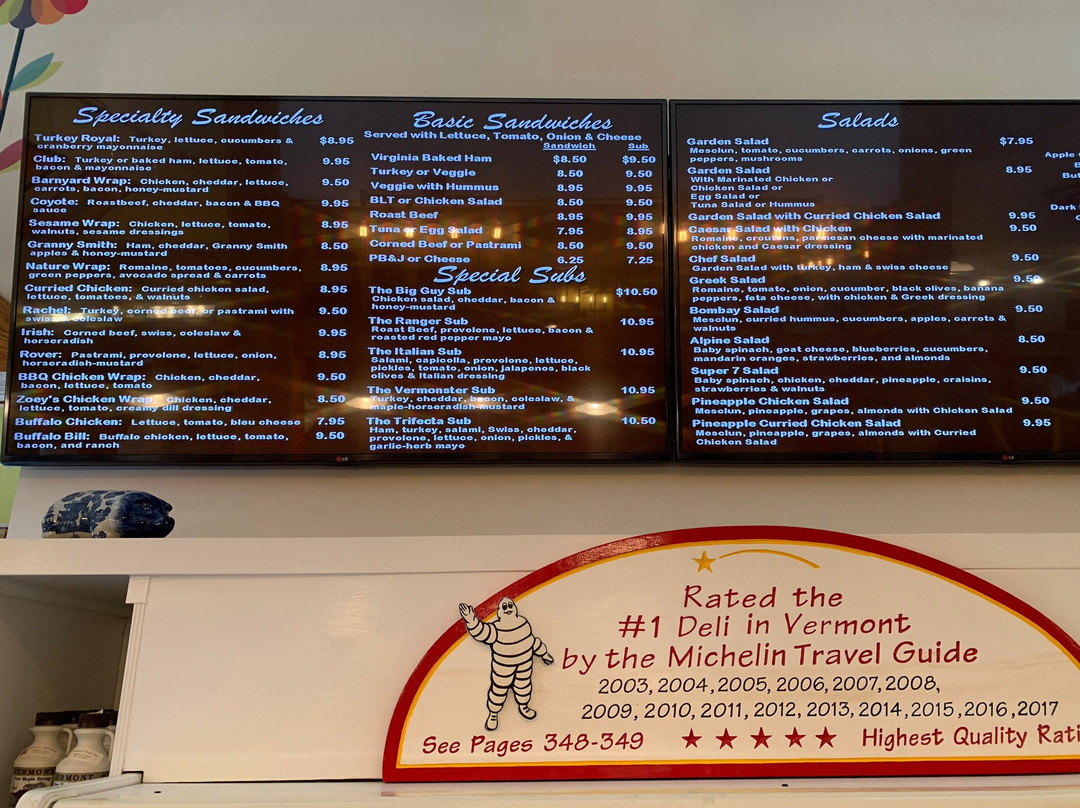 Specialty Sandwiches
Turkey Royal: Turkey, lettuce, cucumbers & $8.95
cranberry mayonnaise
Club: Turkey or baked ham, lettuce, tomato, 9.95
bacon & mayonnaise
Barnyard Wrap: Chicken, cheddar, lettuce, 9.50
carrots, bacon, honey-mustard
Coyote: Roastbeef, cheddar, bacon & BBQ 9.95
sauce
Sesame Wrap: Chicken, lettuce, tomato, 8.95
walnuts, sesame dressings
Granny Smith: Ham, cheddar, Granny Smith 8.50
apples & honey-mustard
Nature Wrap: Romaine, tomatoes, cucumbers, 8.95
green peppers, avocado spread & carrots
Curried Chicken: Curried chicken salad, 8.95
lettuce, tomatoes, & walnuts
Rachel: Turkey, corned beef, or pastrami with 9.50
swiss & coleslaw
Irish: Corned beef, swiss, coleslaw & 9.95
horseradish
Rover: Pastrami, provolone, lettuce, onion, 8.95
horseradish-mustard
BBQ Chicken Wrap: Chicken, cheddar, 9.50
bacon, lettuce, tomato
Zoey's Chicken Wrap: Chicken, cheddar, 8.50
lettuce, tomato, creamy dill dressing
Buffalo Chicken: Lettuce, tomato, bleu cheese 7.95
Buffalo Bill: Buffalo chicken, lettuce, tomato, 9.50
bacon, and ranch
Basic Sandwiches
Served with Lettuce, Tomato, Onion & Cheese
Sandwich Sub
Virginia Baked Ham $8.50 $9.50
Turkey or Veggie 8.50 9.50
Veggie with Hummus 8.95 9.95
BLT or Chicken Salad 8.50 9.50
Roast Beef 8.95 9.95
Tuna or Egg Salad 7.95 8.95
Corned Beef or Pastrami 8.50 9.50
PB&J or Cheese 6.25 7.25
Special Subs
The Big Guy Sub $10.50
Chicken salad, cheddar, bacon &
honey-mustard
The Ranger Sub 10.95
Roast Beef, provolone, lettuce, bacon &
roasted red pepper mayo
The Italian Sub 10.95
Salami, capicolla, provolone, lettuce,
pickles, tomato, onion, jalapenos, black
olives & Italian dressing
The Vermonster Sub 10.95
Turkey, cheddar, bacon, coleslaw, &
maple-horseradish-mustard
The Trifecta Sub 10.50
Ham, turkey, salami, Swiss, cheddar,
provolone, lettuce, onion, pickles, &
garlic-herb mayo
Salads
Garden Salad $7.95
Mesclun, tomato, cucumbers, carrots, onions, green
peppers, mushrooms
Garden Salad 8.95
With Marinated Chicken or
Chicken Salad or
Egg Salad or
Tuna Salad or Hummus
Garden Salad with Curried Chicken Salad 9.95
Caesar Salad with Chicken 9.50
Romaine, croutons, parmesan cheese with marinated
chicken and Caesar dressing
Chef Salad 9.50
Garden Salad with turkey, ham & swiss cheese
Greek Salad 9.50
Romaine, tomato, onion, cucumber, black olives, banana
peppers, feta cheese, with chicken & Greek dressing
Bombay Salad 9.50
Mesclun, curried hummus, cucumbers, apples, carrots &
walnuts
Alpine Salad 8.50
Baby spinach, goat cheese, blueberries, cucumbers,
mandarin oranges, strawberries, and almonds
Super 7 Salad 9.50
Baby spinach, chicken, cheddar, pineapple, craisins,
strawberries & walnuts
Pineapple Chicken Salad 9.50
Mesclun, pineapple, grapes, almonds with Chicken Salad
Pineapple Curried Chicken Salad 9.95
Mesclun, pineapple, grapes, almonds with Curried
Chicken Salad
Apple
Dark
LG
LG
Rated the
#1 Deli in Vermont
by the Michelin Travel Guide
2003, 2004, 2005, 2006, 2007, 2008,
2009, 2010, 2011, 2012, 2013, 2014, 2015, 2016, 2017
See Pages 348-349 ★★★★★ Highest Quality Rati
VERMONT